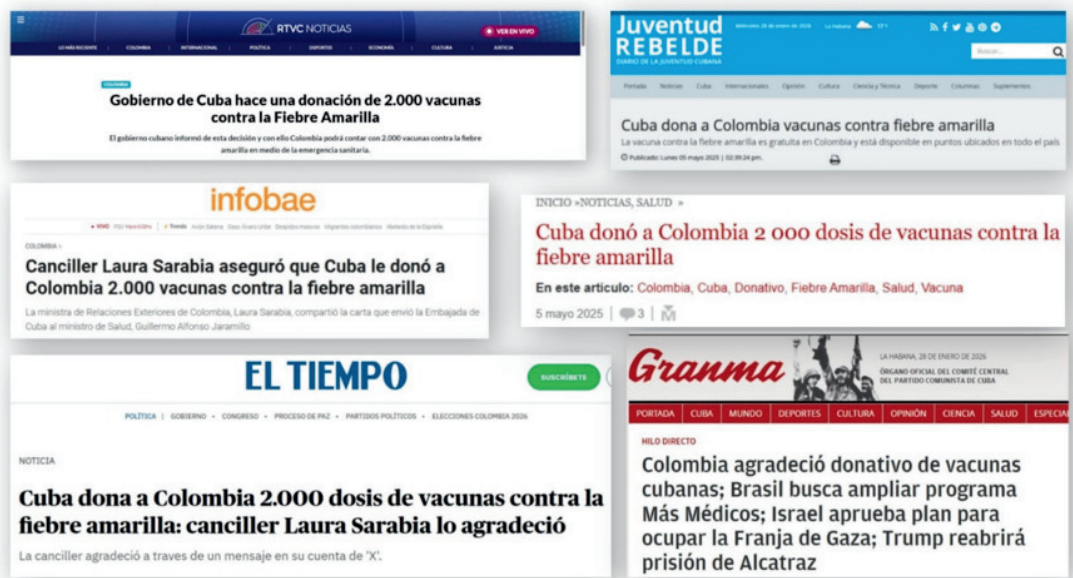 RTVC NOTICIAS
VER EN VIVO
LO MÁS RECIENTE COLOMBIA INTERNACIONAL POLÍTICA DEPORTES ECONOMÍA CULTURA JUSTICIA
COLOMBIA
Gobierno de Cuba hace una donación de 2.000 vacunas
contra la Fiebre Amarilla
El gobierno cubano informó de esta decisión y con ello Colombia podrá contar con 2.000 vacunas contra la fiebre
amarilla en medio de la emergencia sanitaria.
Juventud
REBELDE
DIARIO DE LA JUVENTUD CUBANA
Miércoles 28 de enero de 2026 La Habana
Buscar...
Portada Noticias Cuba Internacionales Opinión Cultura Ciencia y Técnica Deporte Columnas Suplementos
Cuba dona a Colombia vacunas contra fiebre amarilla
La vacuna contra la fiebre amarilla es gratuita en Colombia y está disponible en puntos ubicados en todo el país
Publicado: Lunes 05 mayo 2025 | 02:39:24 pm.
infobae
COLOMBIA >
Canciller Laura Sarabia aseguró que Cuba le donó a
Colombia 2.000 vacunas contra la fiebre amarilla
La ministra de Relaciones Exteriores de Colombia, Laura Sarabia, compartió la carta que envió la Embajada de
Cuba al ministro de Salud, Guillermo Alfonso Jaramillo
INICIO »NOTICIAS, SALUD »
Cuba donó a Colombia 2 000 dosis de vacunas contra la
fiebre amarilla
En este artículo: Colombia, Cuba, Donativo, Fiebre Amarilla, Salud, Vacuna
5 mayo 2025 | 3 |
EL TIEMPO
SUSCRÍBETE
POLÍTICA | GOBIERNO • CONGRESO • PROCESO DE PAZ • PARTIDOS POLÍTICOS • ELECCIONES COLOMBIA 2026
NOTICIA
Cuba dona a Colombia 2.000 dosis de vacunas contra la
fiebre amarilla: canciller Laura Sarabia lo agradeció
La canciller agradeció a traves de un mensaje en su cuenta de 'X'.
Granma
LA HABANA, 28 DE ENERO DE 2026
ÓRGANO OFICIAL DEL COMITÉ CENTRAL
DEL PARTIDO COMUNISTA DE CUBA
PORTADA CUBA MUNDO DEPORTES CULTURA OPINIÓN CIENCIA SALUD ESPECIA
HILO DIRECTO
Colombia agradeció donativo de vacunas
cubanas; Brasil busca ampliar programa
Más Médicos; Israel aprueba plan para
ocupar la Franja de Gaza; Trump reabrirá
prisión de Alcatraz